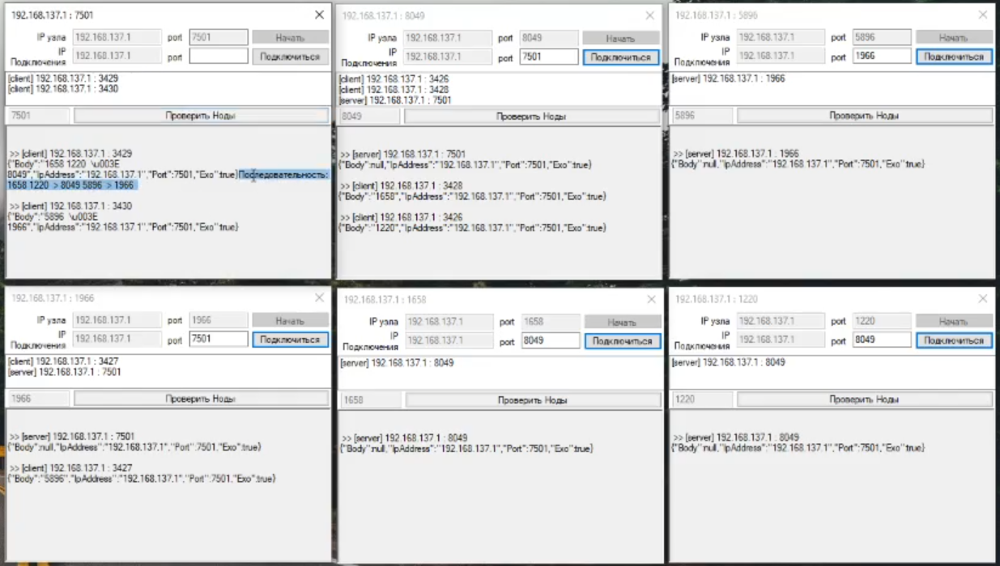 192.168.137.1 : 7501
IP узла 192.168.137.1 port 7501 Начать
IP Подключения 192.168.137.1 port Подключиться
[client] 192.168.137.1 : 3429
[client] 192.168.137.1 : 3430
7501 Проверить Ноды
>> [client] 192.168.137.1 : 3429
{"Body":"1658 1220 \u003E
8049","IpAddress":"192.168.137.1","Port":7501,"Exo":true}Последовательность:
1658 1220 > 8049 5896 > 1966
>> [client] 192.168.137.1 : 3430
{"Body":"5896 \u003E
1966","IpAddress":"192.168.137.1","Port":7501,"Exo":true}
192.168.137.1 : 8049
IP узла 192.168.137.1 port 8049 Начать
IP Подключения 192.168.137.1 port 7501 Подключиться
[client] 192.168.137.1 : 3426
[client] 192.168.137.1 : 3428
[server] 192.168.137.1 : 7501
8049 Проверить Ноды
>> [server] 192.168.137.1 : 7501
{"Body":null,"IpAddress":"192.168.137.1","Port":7501,"Exo":true}
>> [client] 192.168.137.1 : 3428
{"Body":"1658","IpAddress":"192.168.137.1","Port":7501,"Exo":true}
>> [client] 192.168.137.1 : 3426
{"Body":"1220","IpAddress":"192.168.137.1","Port":7501,"Exo":true}
192.168.137.1 : 5896
IP узла 192.168.137.1 port 5896 Начать
IP Подключения 192.168.137.1 port 1966 Подключиться
[server] 192.168.137.1 : 1966
5896 Проверить Ноды
>> [server] 192.168.137.1 : 1966
{"Body":null,"IpAddress":"192.168.137.1","Port":7501,"Exo":true}
192.168.137.1 : 1966
IP узла 192.168.137.1 port 1966 Начать
IP Подключения 192.168.137.1 port 7501 Подключиться
[client] 192.168.137.1 : 3427
[server] 192.168.137.1 : 7501
1966 Проверить Ноды
>> [server] 192.168.137.1 : 7501
{"Body":null,"IpAddress":"192.168.137.1","Port":7501,"Exo":true}
>> [client] 192.168.137.1 : 3427
{"Body":"5896","IpAddress":"192.168.137.1","Port":7501,"Exo":true}
192.168.137.1 : 1658
IP узла 192.168.137.1 port 1658 Начать
IP Подключения 192.168.137.1 port 8049 Подключиться
[server] 192.168.137.1 : 8049
1658 Проверить Ноды
>> [server] 192.168.137.1 : 8049
{"Body":null,"IpAddress":"192.168.137.1","Port":7501,"Exo":true}
192.168.137.1 : 1220
IP узла 192.168.137.1 port 1220 Начать
IP Подключения 192.168.137.1 port 8049 Подключиться
[server] 192.168.137.1 : 8049
1220 Проверить Ноды
>> [server] 192.168.137.1 : 8049
{"Body":null,"IpAddress":"192.168.137.1","Port":7501,"Exo":true}